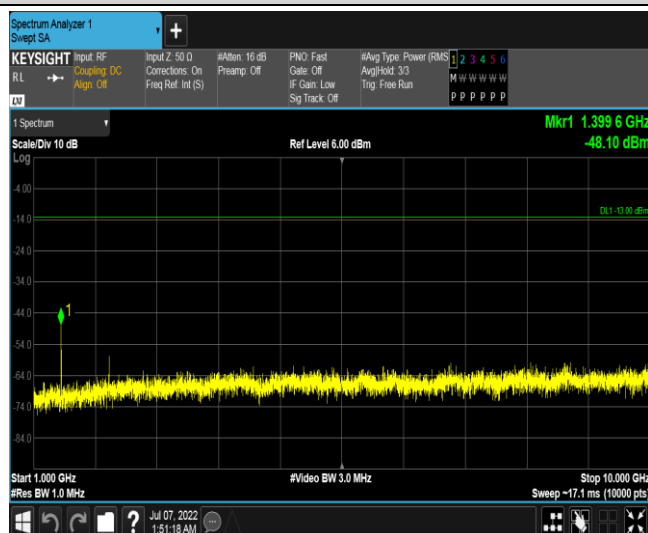 Spectrum Analyzer 1
Swept SA
+
KEYSIGHT
RL
LXI
Input: RF
Coupling: DC
Align: Off
Input Z: 50 Ω
Corrections: On
Freq Ref: Int (S)
#Atten: 16 dB
Preamp: Off
PNO: Fast
Gate: Off
IF Gain: Low
Sig Track: Off
#Avg Type: Power (RMS
Avg|Hold: 3/3
Trig: Free Run
1 2 3 4 5 6
M W W W W W
P P P P P P
1 Spectrum
Mkr1 1.399 6 GHz
Scale/Div 10 dB
Ref Level 6.00 dBm
-48.10 dBm
Log
-4.00
DL1 -13.00 dBm
-14.0
-24.0
-34.0
-44.0
1
-54.0
-64.0
-74.0
-84.0
Start 1.000 GHz
#Video BW 3.0 MHz
Stop 10.000 GHz
#Res BW 1.0 MHz
Sweep ~17.1 ms (10000 pts)
?
Jul 07, 2022
1:51:18 AM